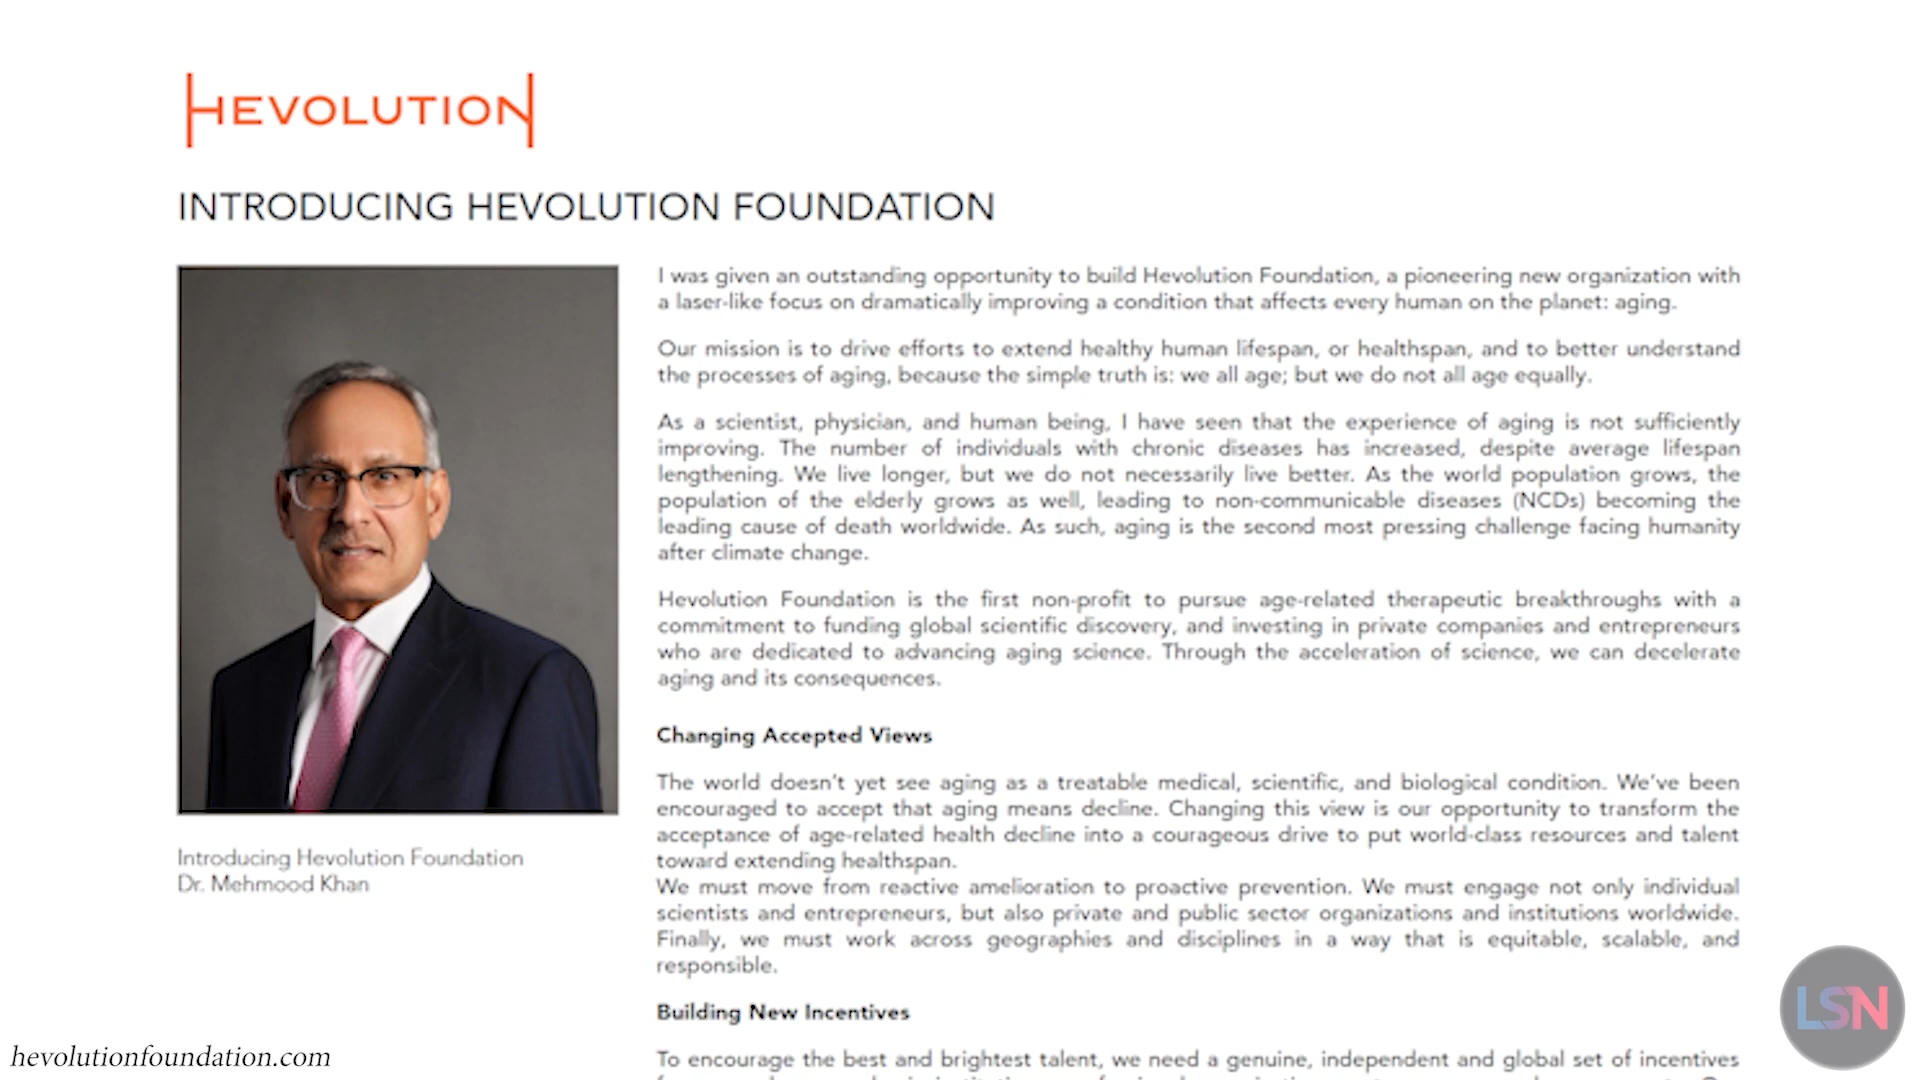 HEVOLUTION
INTRODUCING HEVOLUTION FOUNDATION
I was given an outstanding opportunity to build Hevolution Foundation, a pioneering new organization with
a laser-like focus on dramatically improving a condition that affects every human on the planet: aging.
Our mission is to drive efforts to extend healthy human lifespan, or healthspan, and to better understand
the processes of aging, because the simple truth is: we all age; but we do not all age equally.
As a scientist, physician, and human being, I have seen that the experience of aging is not sufficiently
improving. The number of individuals with chronic diseases has increased, despite average lifespan
lengthening. We live longer, but we do not necessarily live better. As the world population grows, the
population of the elderly grows as well, leading to non-communicable diseases (NCDs) becoming the
leading cause of death worldwide. As such, aging is the second most pressing challenge facing humanity
after climate change.
Hevolution Foundation is the first non-profit to pursue age-related therapeutic breakthroughs with a
commitment to funding global scientific discovery, and investing in private companies and entrepreneurs
who are dedicated to advancing aging science. Through the acceleration of science, we can decelerate
aging and its consequences.
Changing Accepted Views
The world doesn't yet see aging as a treatable medical, scientific, and biological condition. We've been
encouraged to accept that aging means decline. Changing this view is our opportunity to transform the
acceptance of age-related health decline into a courageous drive to put world-class resources and talent
toward extending healthspan.
We must move from reactive amelioration to proactive prevention. We must engage not only individual
scientists and entrepreneurs, but also private and public sector organizations and institutions worldwide.
Finally, we must work across geographies and disciplines in a way that is equitable, scalable, and
responsible.
Building New Incentives
To encourage the best and brightest talent, we need a genuine, independent and global set of incentives
Introducing Hevolution Foundation
Dr. Mehmood Khan
hevolutionfoundation.com
LSN